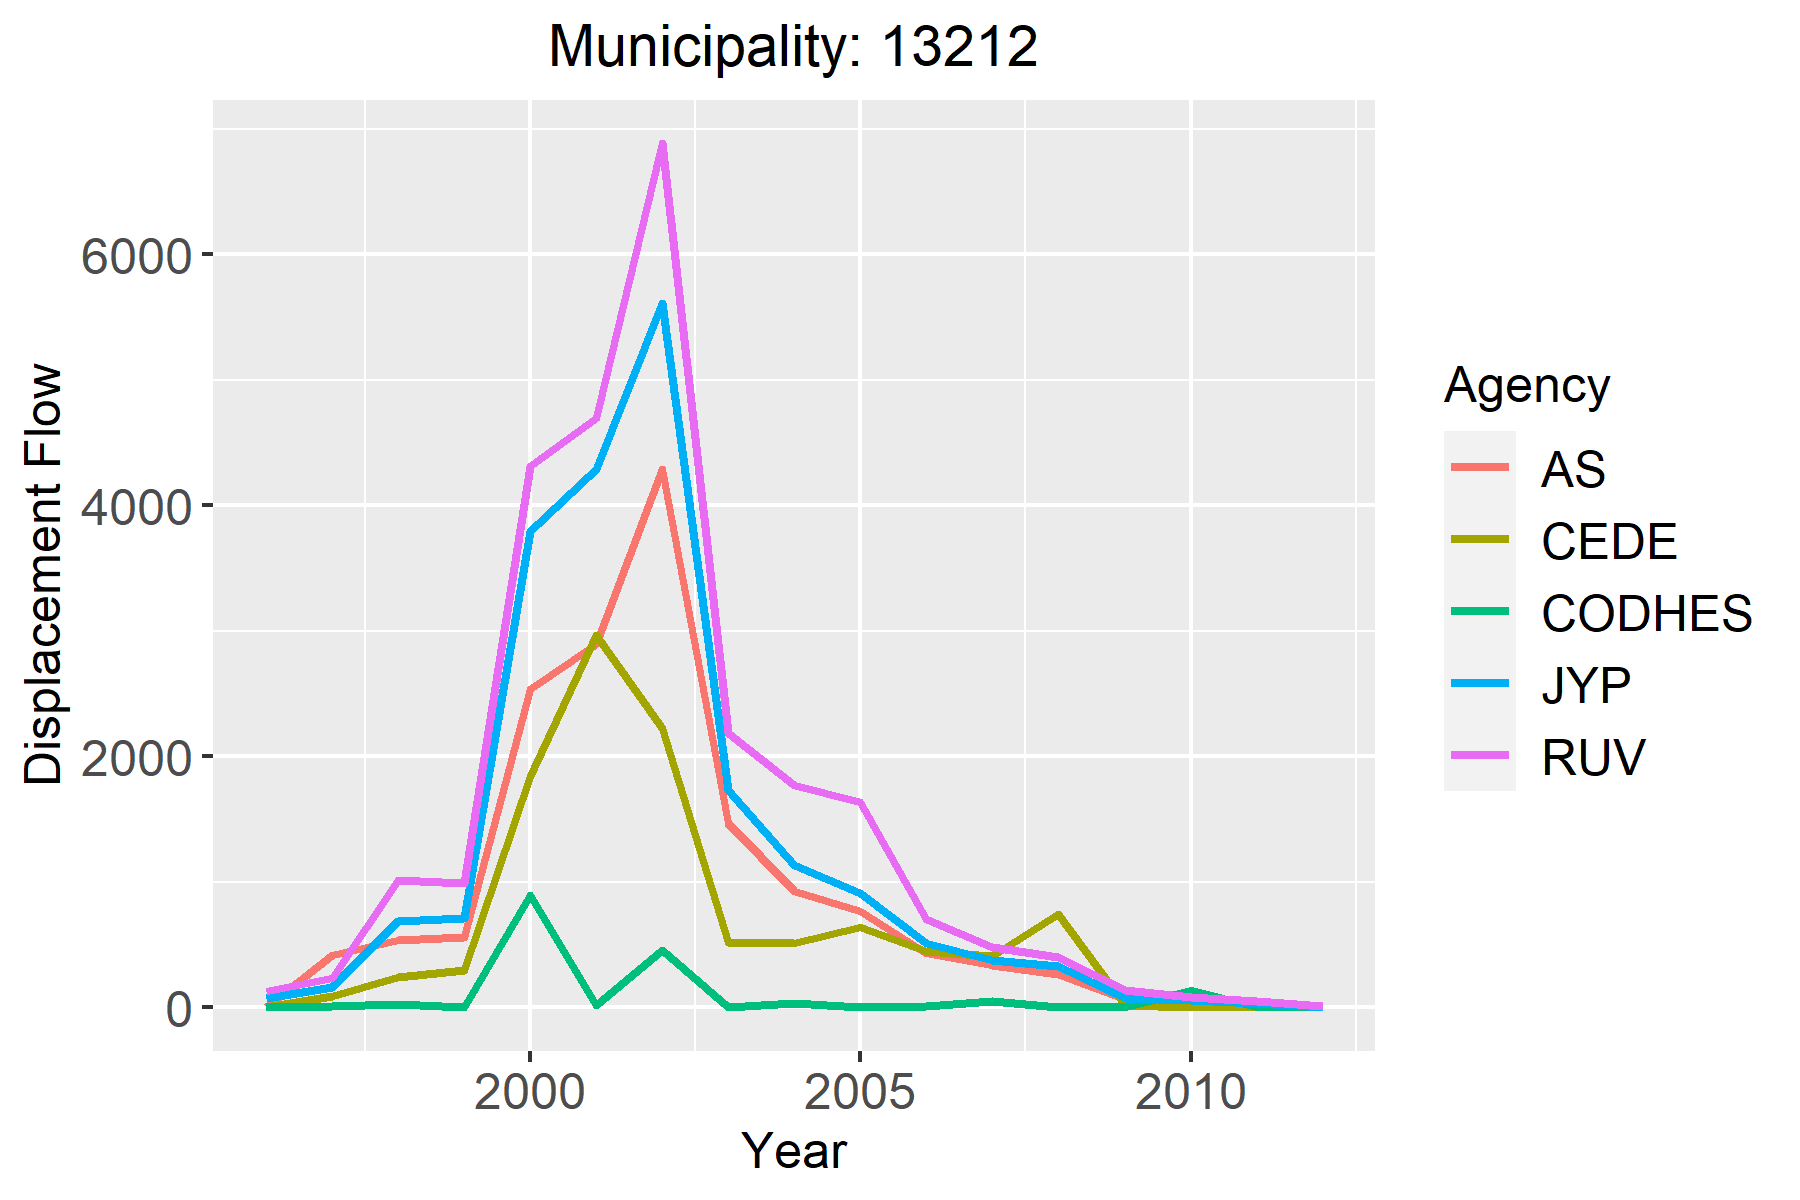 Municipality: 13212
Displacement Flow
6000
4000
2000
0
2000 2005 2010
Year
Agency
AS
CEDE
CODHES
JYP
RUV